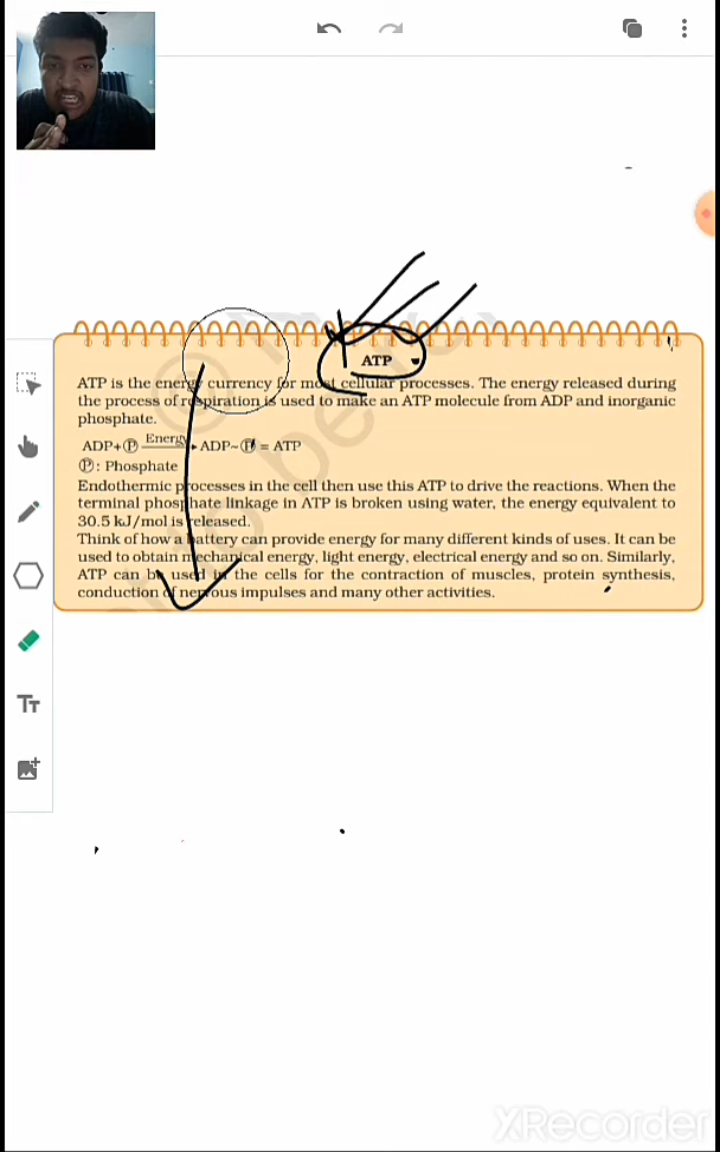 ATP
ATP is the energy currency for most cellular processes. The energy released during
the process of respiration is used to make an ATP molecule from ADP and inorganic
phosphate.
ADP+Ⓟ Energy ADP~Ⓟ = ATP
Ⓟ: Phosphate
Endothermic processes in the cell then use this ATP to drive the reactions. When the
terminal phosphate linkage in ATP is broken using water, the energy equivalent to
30.5 kJ/mol is released.
Think of how a battery can provide energy for many different kinds of uses. It can be
used to obtain mechanical energy, light energy, electrical energy and so on. Similarly,
ATP can be used in the cells for the contraction of muscles, protein synthesis,
conduction of nervous impulses and many other activities.
TT
XRecorder